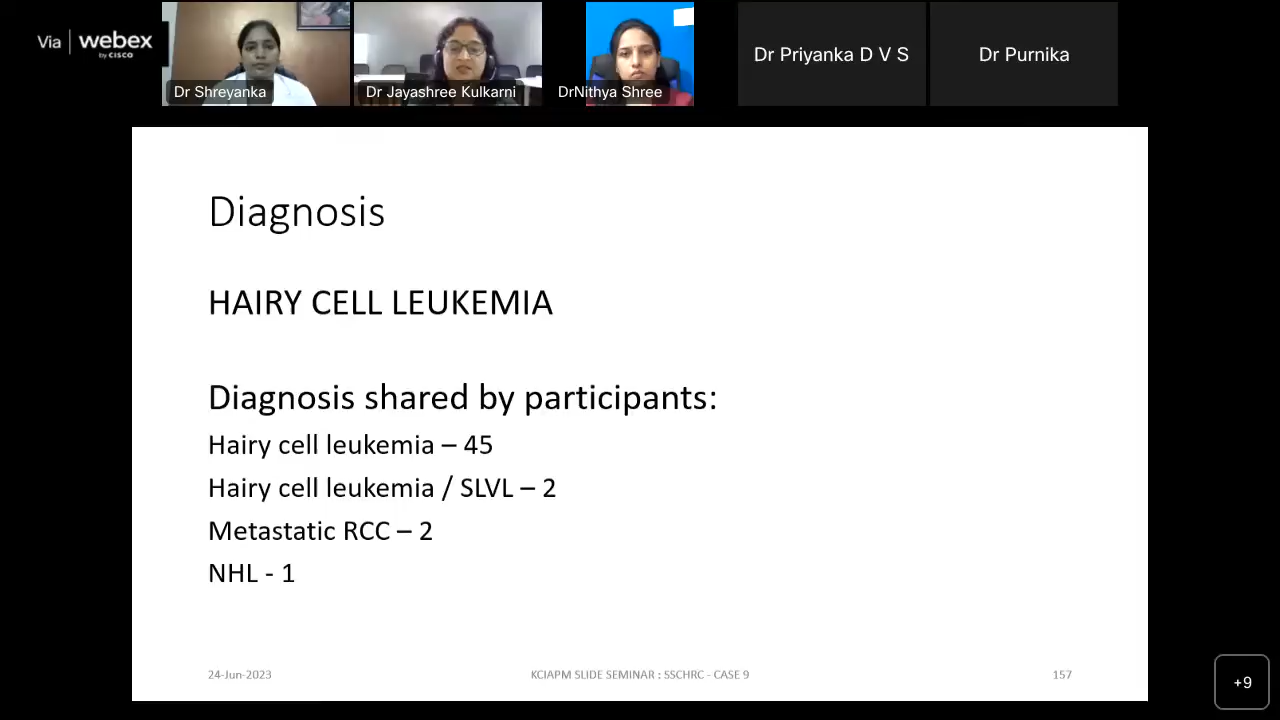 Via webex
by CISCO
Dr Shreyanka
Dr Jayashree Kulkarni
DrNithya Shree
Dr Priyanka D V S
Dr Purnika
Diagnosis
HAIRY CELL LEUKEMIA
Diagnosis shared by participants:
Hairy cell leukemia – 45
Hairy cell leukemia / SLVL – 2
Metastatic RCC – 2
NHL - 1
24-Jun-2023
KCIAPM SLIDE SEMINAR : SSCHRC - CASE 9
157
+9